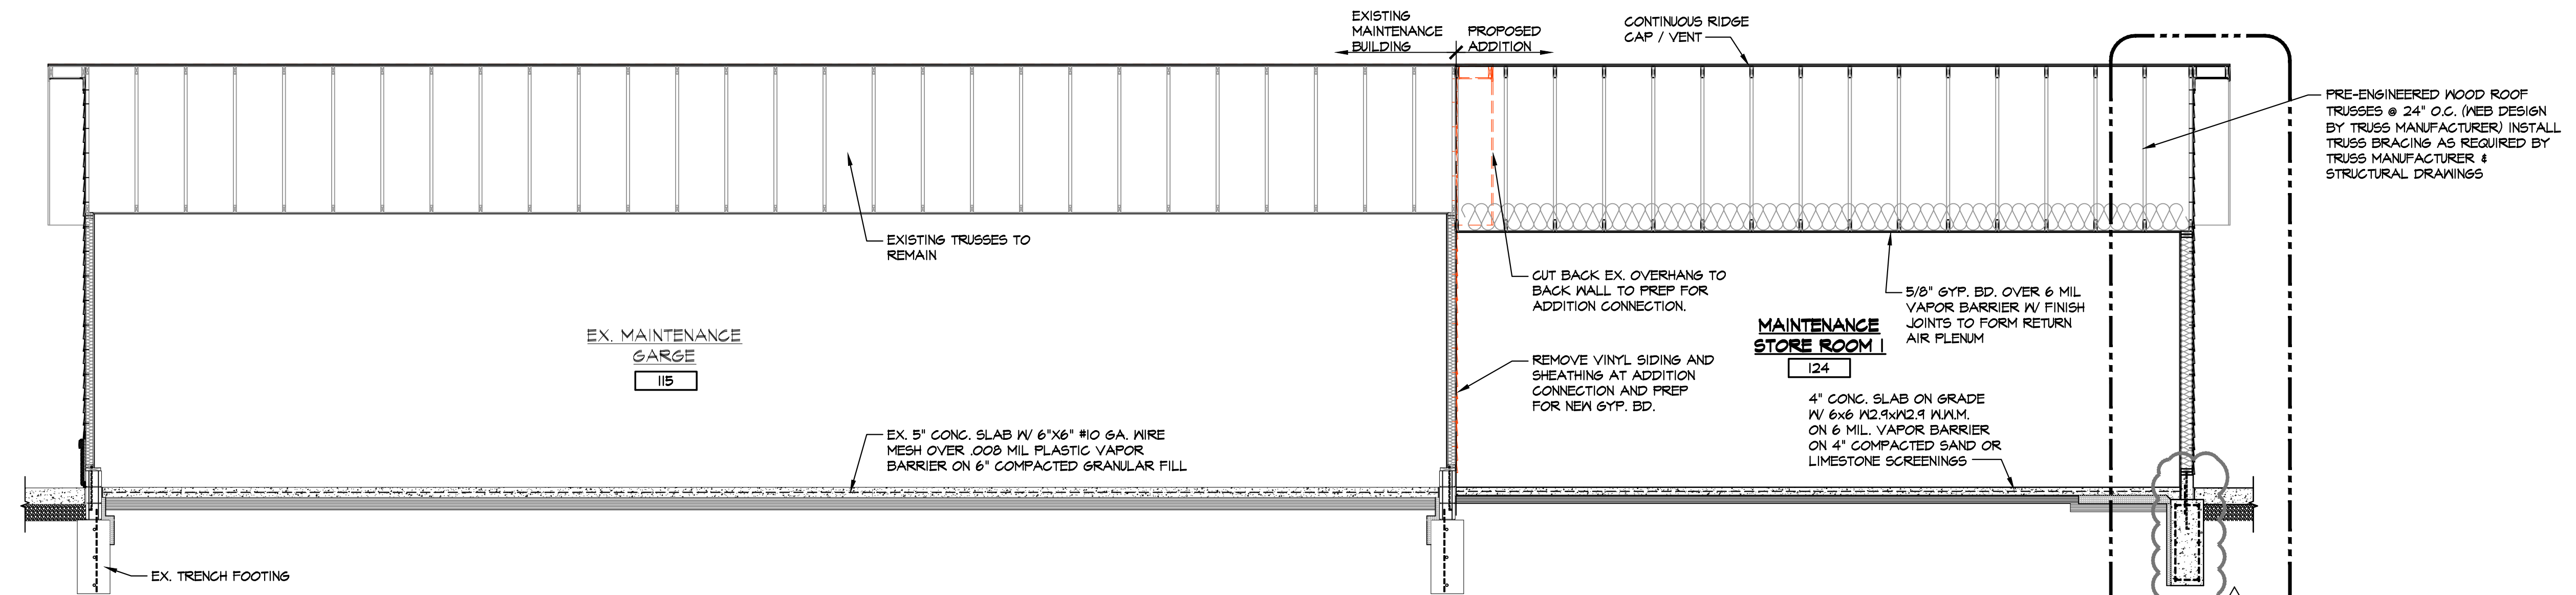 EXISTING
MAINTENANCE
BUILDING
PROPOSED
ADDITION
CONTINUOUS RIDGE
CAP / VENT
PRE-ENGINEERED WOOD ROOF
TRUSSES @ 24" O.C. (WEB DESIGN
BY TRUSS MANUFACTURER) INSTALL
TRUSS BRACING AS REQUIRED BY
TRUSS MANUFACTURER &
STRUCTURAL DRAWINGS
EXISTING TRUSSES TO
REMAIN
CUT BACK EX. OVERHANG TO
BACK WALL TO PREP FOR
ADDITION CONNECTION.
5/8" GYP. BD. OVER 6 MIL
VAPOR BARRIER W/ FINISH
JOINTS TO FORM RETURN
AIR PLENUM
EX. MAINTENANCE
GARGE
115
MAINTENANCE
STORE ROOM 1
124
REMOVE VINYL SIDING AND
SHEATHING AT ADDITION
CONNECTION AND PREP
FOR NEW GYP. BD.
4" CONC. SLAB ON GRADE
W/ 6x6 W2.9xW2.9 W.W.M.
ON 6 MIL. VAPOR BARRIER
ON 4" COMPACTED SAND OR
LIMESTONE SCREENINGS
EX. 5" CONC. SLAB W/ 6"X6" #10 GA. WIRE
MESH OVER .008 MIL PLASTIC VAPOR
BARRIER ON 6" COMPACTED GRANULAR FILL
EX. TRENCH FOOTING